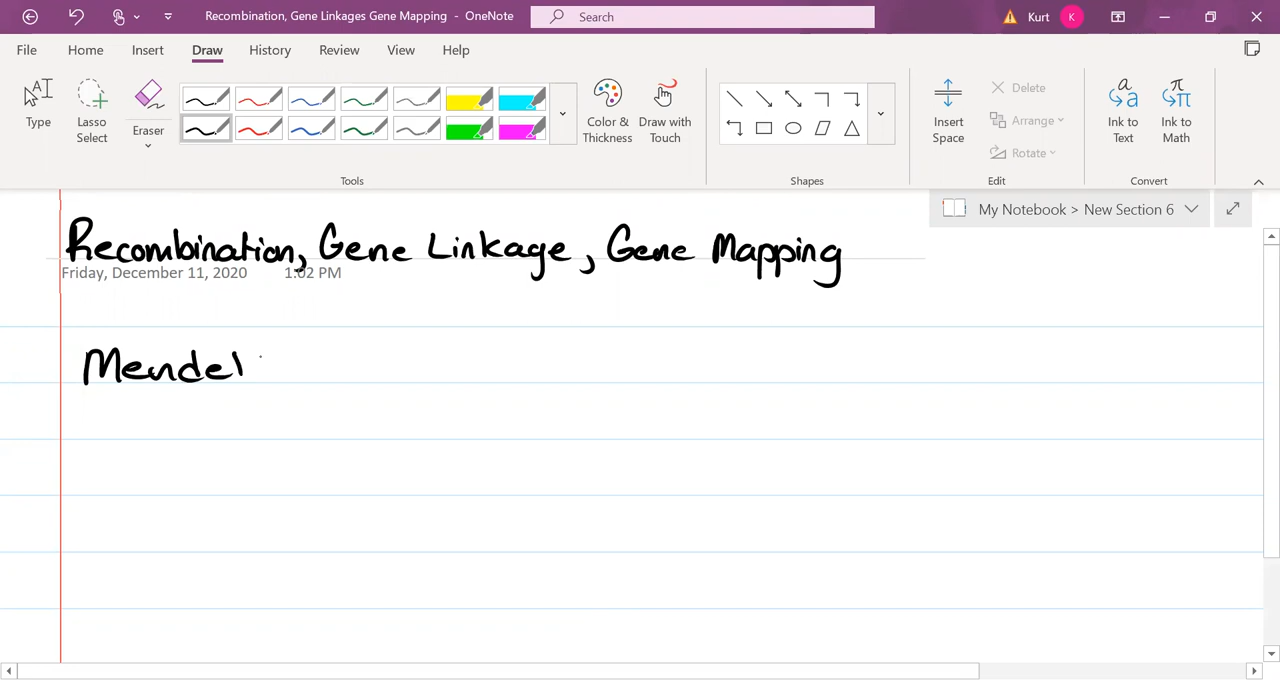 Recombination, Gene Linkages Gene Mapping - OneNote
Search
Kurt
K
File Home Insert Draw History Review View Help
Type
Lasso Select
Eraser
Color & Thickness
Draw with Touch
Insert Space
Delete
Arrange
Rotate
a
a
Ink to Text
π
π
Ink to Math
Tools
Shapes
Edit
Convert
My Notebook > New Section 6
Recombination, Gene Linkage, Gene Mapping
Friday, December 11, 2020 1:02 PM
Mendel